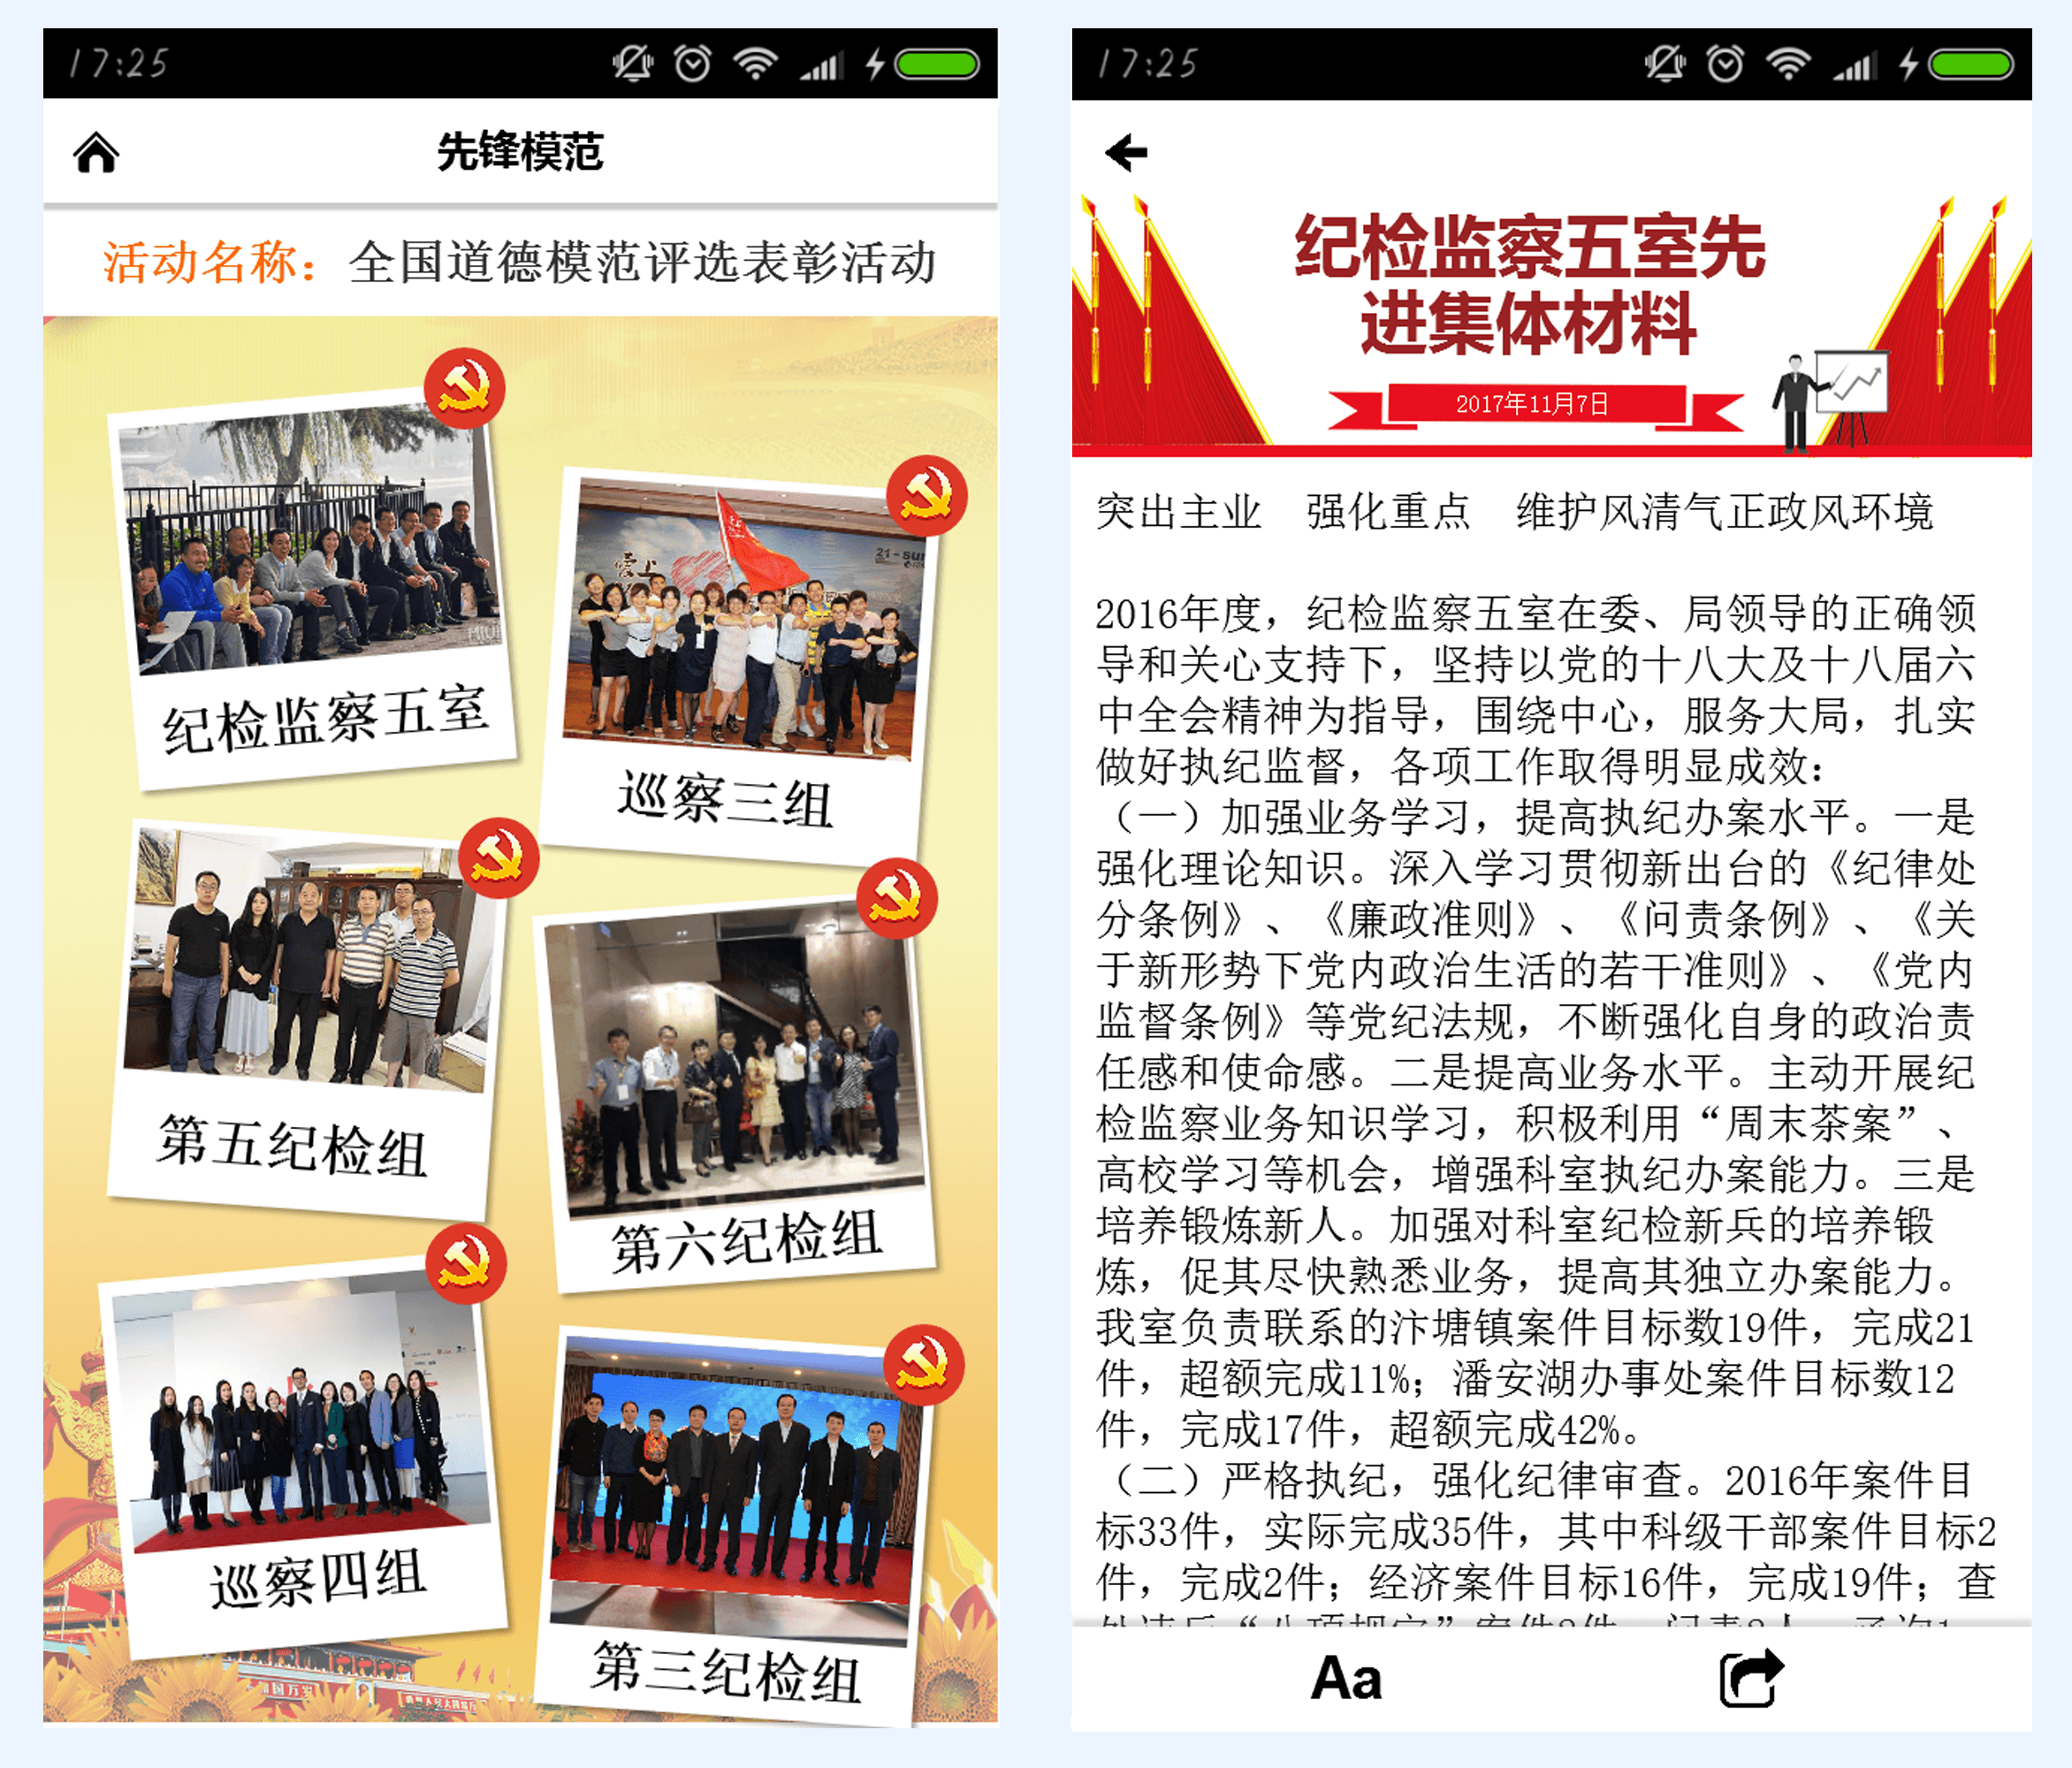 17:25
先锋模范
活动名称：全国道德模范评选表彰活动
MIUI
纪检监察五室
爱上
21-sun
巡察三组
第五纪检组
第六纪检组
巡察四组
第三纪检组
17:25
纪检监察五室先
进集体材料
2017年11月7日
突出主业　强化重点　维护风清气正政风环境
2016年度，纪检监察五室在委、局领导的正确领
导和关心支持下，坚持以党的十八大及十八届六
中全会精神为指导，围绕中心，服务大局，扎实
做好执纪监督，各项工作取得明显成效：
（一）加强业务学习，提高执纪办案水平。一是
强化理论知识。深入学习贯彻新出台的《纪律处
分条例》、《廉政准则》、《问责条例》、《关
于新形势下党内政治生活的若干准则》、《党内
监督条例》等党纪法规，不断强化自身的政治责
任感和使命感。二是提高业务水平。主动开展纪
检监察业务知识学习，积极利用“周末茶案”、
高校学习等机会，增强科室执纪办案能力。三是
培养锻炼新人。加强对科室纪检新兵的培养锻
炼，促其尽快熟悉业务，提高其独立办案能力。
我室负责联系的汴塘镇案件目标数19件，完成21
件，超额完成11%；潘安湖办事处案件目标数12
件，完成17件，超额完成42%。
（二）严格执纪，强化纪律审查。2016年案件目
标33件，实际完成35件，其中科级干部案件目标2
件，完成2件；经济案件目标16件，完成19件；查
Aa